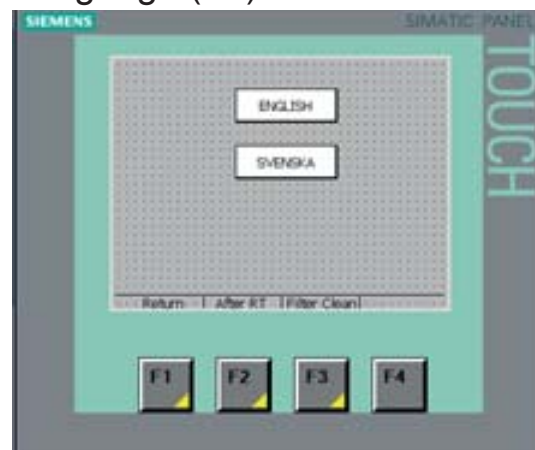 SIEMENS
SIMATIC PANEL
TOUCH
ENGLISH
SVENSKA
Return | After RT | Filter Clean |
F1 F2 F3 F4